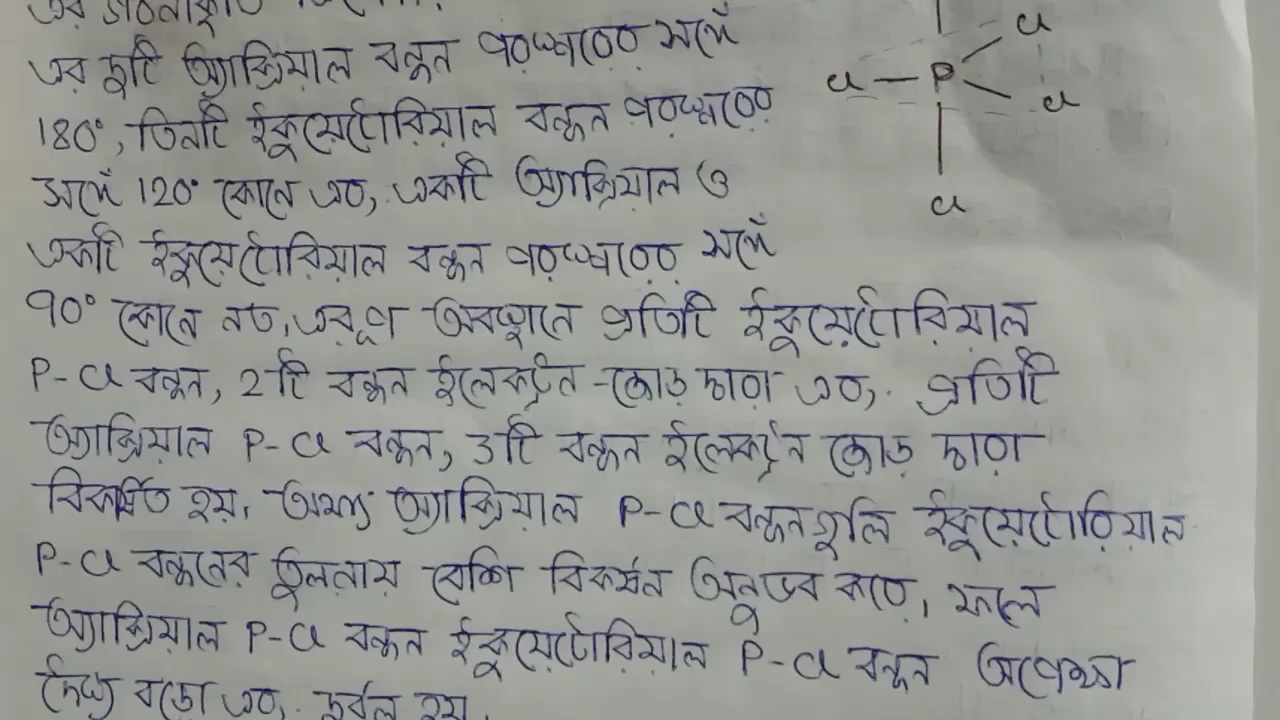 এর দুটি অ্যাক্সিয়াল বন্ধন পরস্পরের সঙ্গে
180°, তিনটি ইকুয়েটোরিয়াল বন্ধন পরস্পরের
সঙ্গে 120° কোনে এবং একটি অ্যাক্সিয়াল ও
একটি ইকুয়েটোরিয়াল বন্ধন পরস্পরের সঙ্গে
90° কোনে নত, এরূপ অবস্থানে প্রতিটি ইকুয়েটোরিয়াল
P-Cl বন্ধন, 2টি বন্ধন ইলেকট্রন-জোড় দ্বারা এবং প্রতিটি
অ্যাক্সিয়াল P-Cl বন্ধন, 3টি বন্ধন ইলেকট্রন জোড় দ্বারা
বিকর্ষিত হয়, অতএব অ্যাক্সিয়াল P-Cl বন্ধনগুলি ইকুয়েটোরিয়াল
P-Cl বন্ধনের তুলনায় বেশি বিকর্ষন অনুভব করে, ফলে
অ্যাক্সিয়াল P-Cl বন্ধন ইকুয়েটোরিয়াল P-Cl বন্ধন অপেক্ষা
দৈর্ঘ্যে বড়ো এবং দুর্বল হয়,
Cl
Cl — P
Cl
Cl